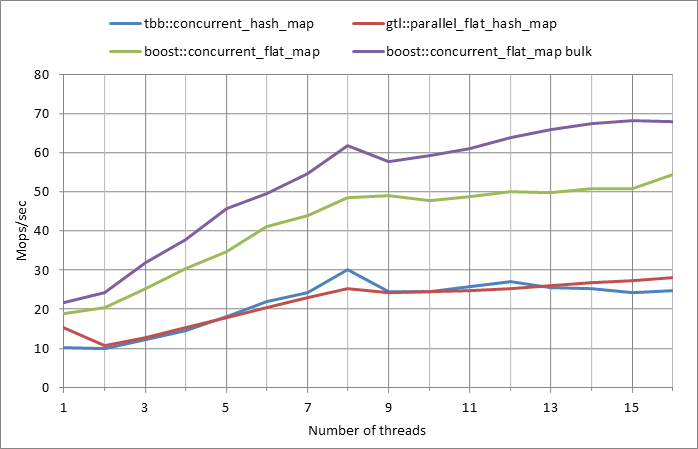 tbb::concurrent_hash_map
gtl::parallel_flat_hash_map
boost::concurrent_flat_map
boost::concurrent_flat_map bulk
80
70
60
50
40
30
20
10
0
Mops/sec
1 3 5 7 9 11 13 15
Number of threads